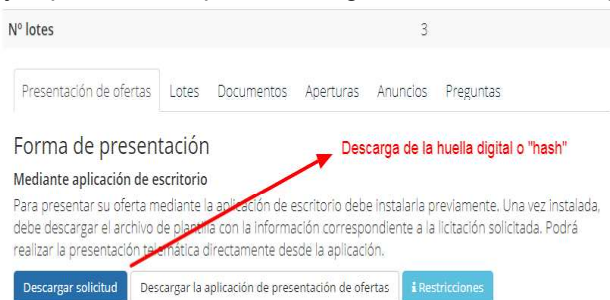 Nº lotes 3
Presentación de ofertas Lotes Documentos Aperturas Anuncios Preguntas
Forma de presentación
Descarga de la huella digital o "hash"
Mediante aplicación de escritorio
Para presentar su oferta mediante la aplicación de escritorio debe instalarla previamente. Una vez instalada,
debe descargar el archivo de plantilla con la información correspondiente a la licitación solicitada. Podrá
realizar la presentación telemática directamente desde la aplicación.
Descargar solicitud Descargar la aplicación de presentación de ofertas i Restricciones